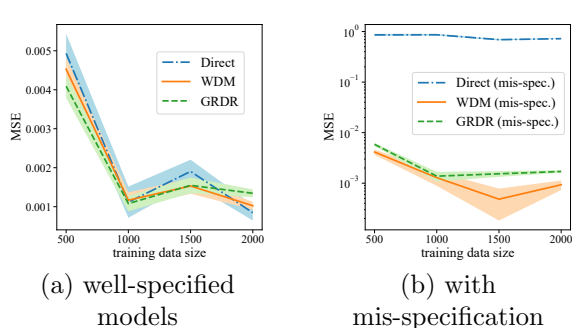 0.005
0.004
0.003
0.002
0.001
MSE
Direct
WDM
GRDR
500
1000
1500
2000
training data size
(a) well-specified
models
10⁰
10⁻¹
10⁻²
10⁻³
MSE
Direct (mis-spec.)
WDM (mis-spec.)
GRDR (mis-spec.)
500
1000
1500
2000
training data size
(b) with
mis-specification